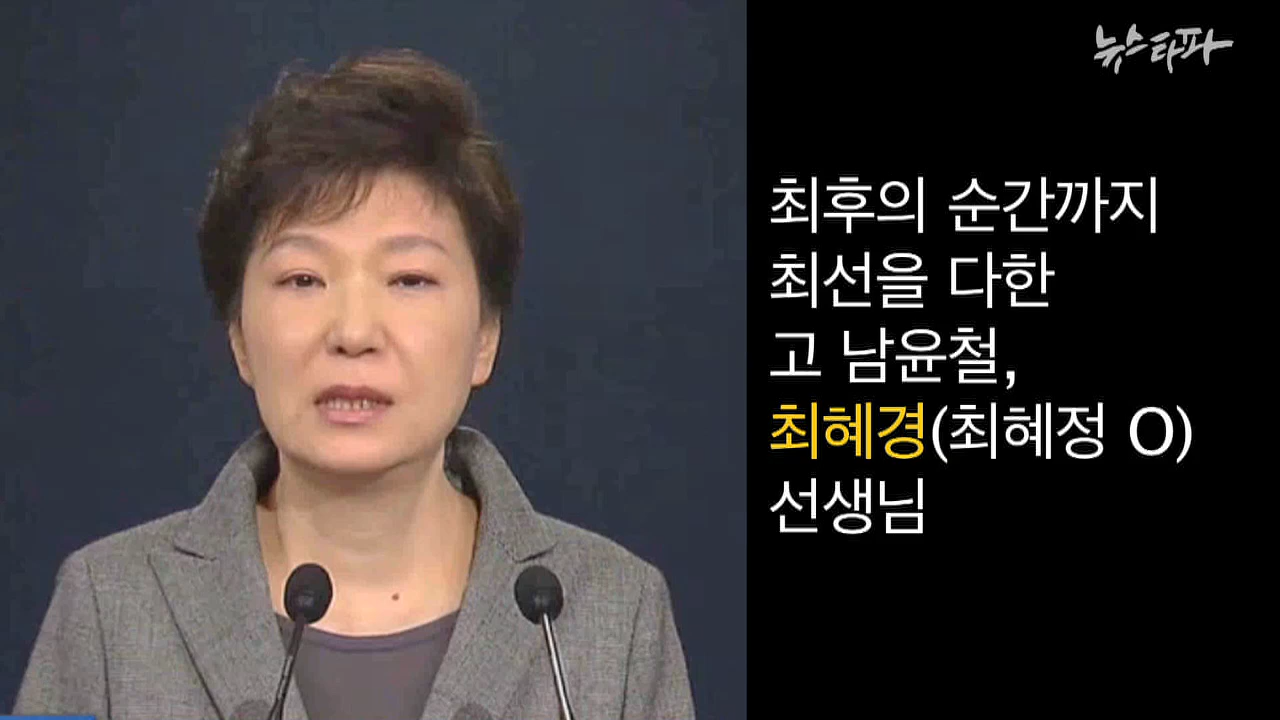 뉴스타파
최후의 순간까지
최선을 다한
고 남윤철,
최혜경(최혜정 O)
선생님